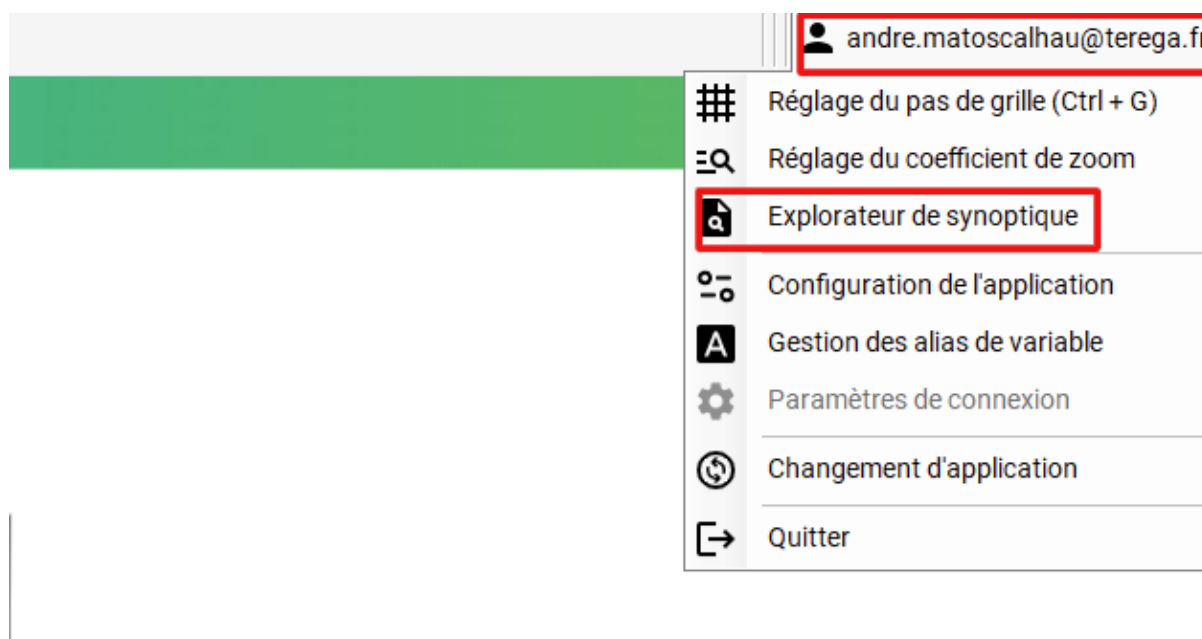 andre.matoscalhau@terega.fr
Réglage du pas de grille (Ctrl + G)
Réglage du coefficient de zoom
Explorateur de synoptique
Configuration de l'application
A
Gestion des alias de variable
Paramètres de connexion
Changement d'application
Quitter